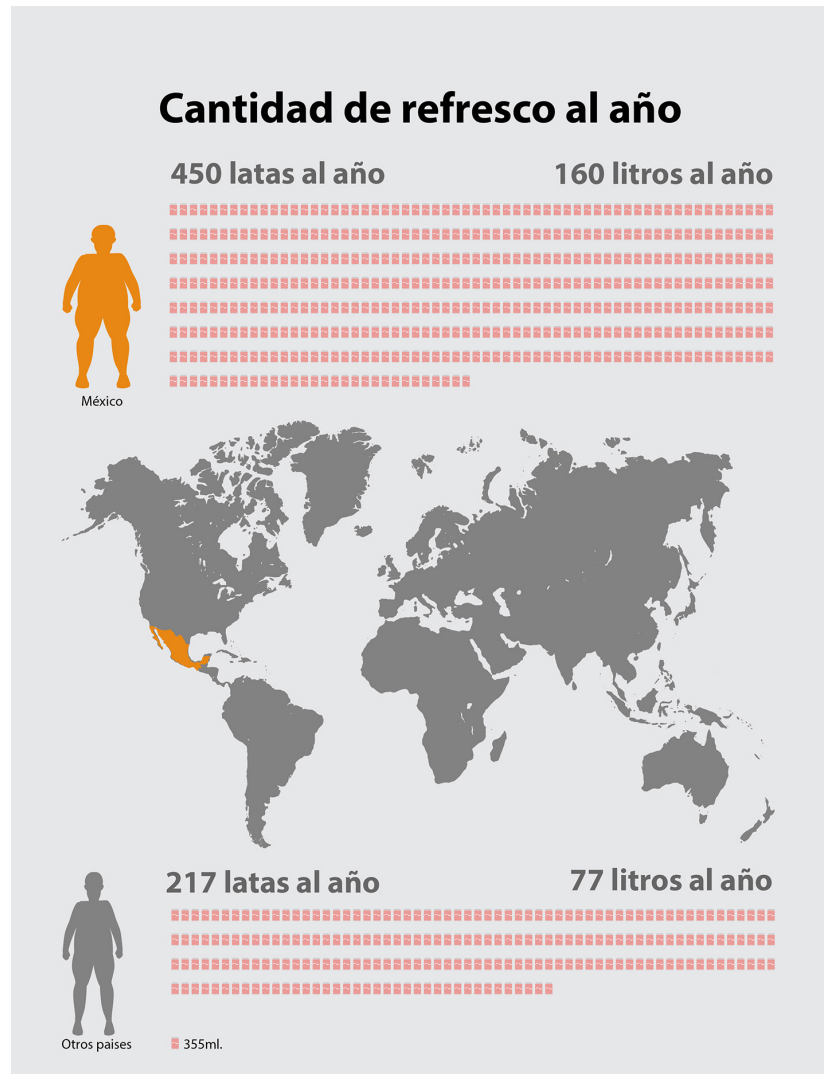 Cantidad de refresco al año
450 latas al año 160 litros al año
México
217 latas al año 77 litros al año
Otros paises 355ml.